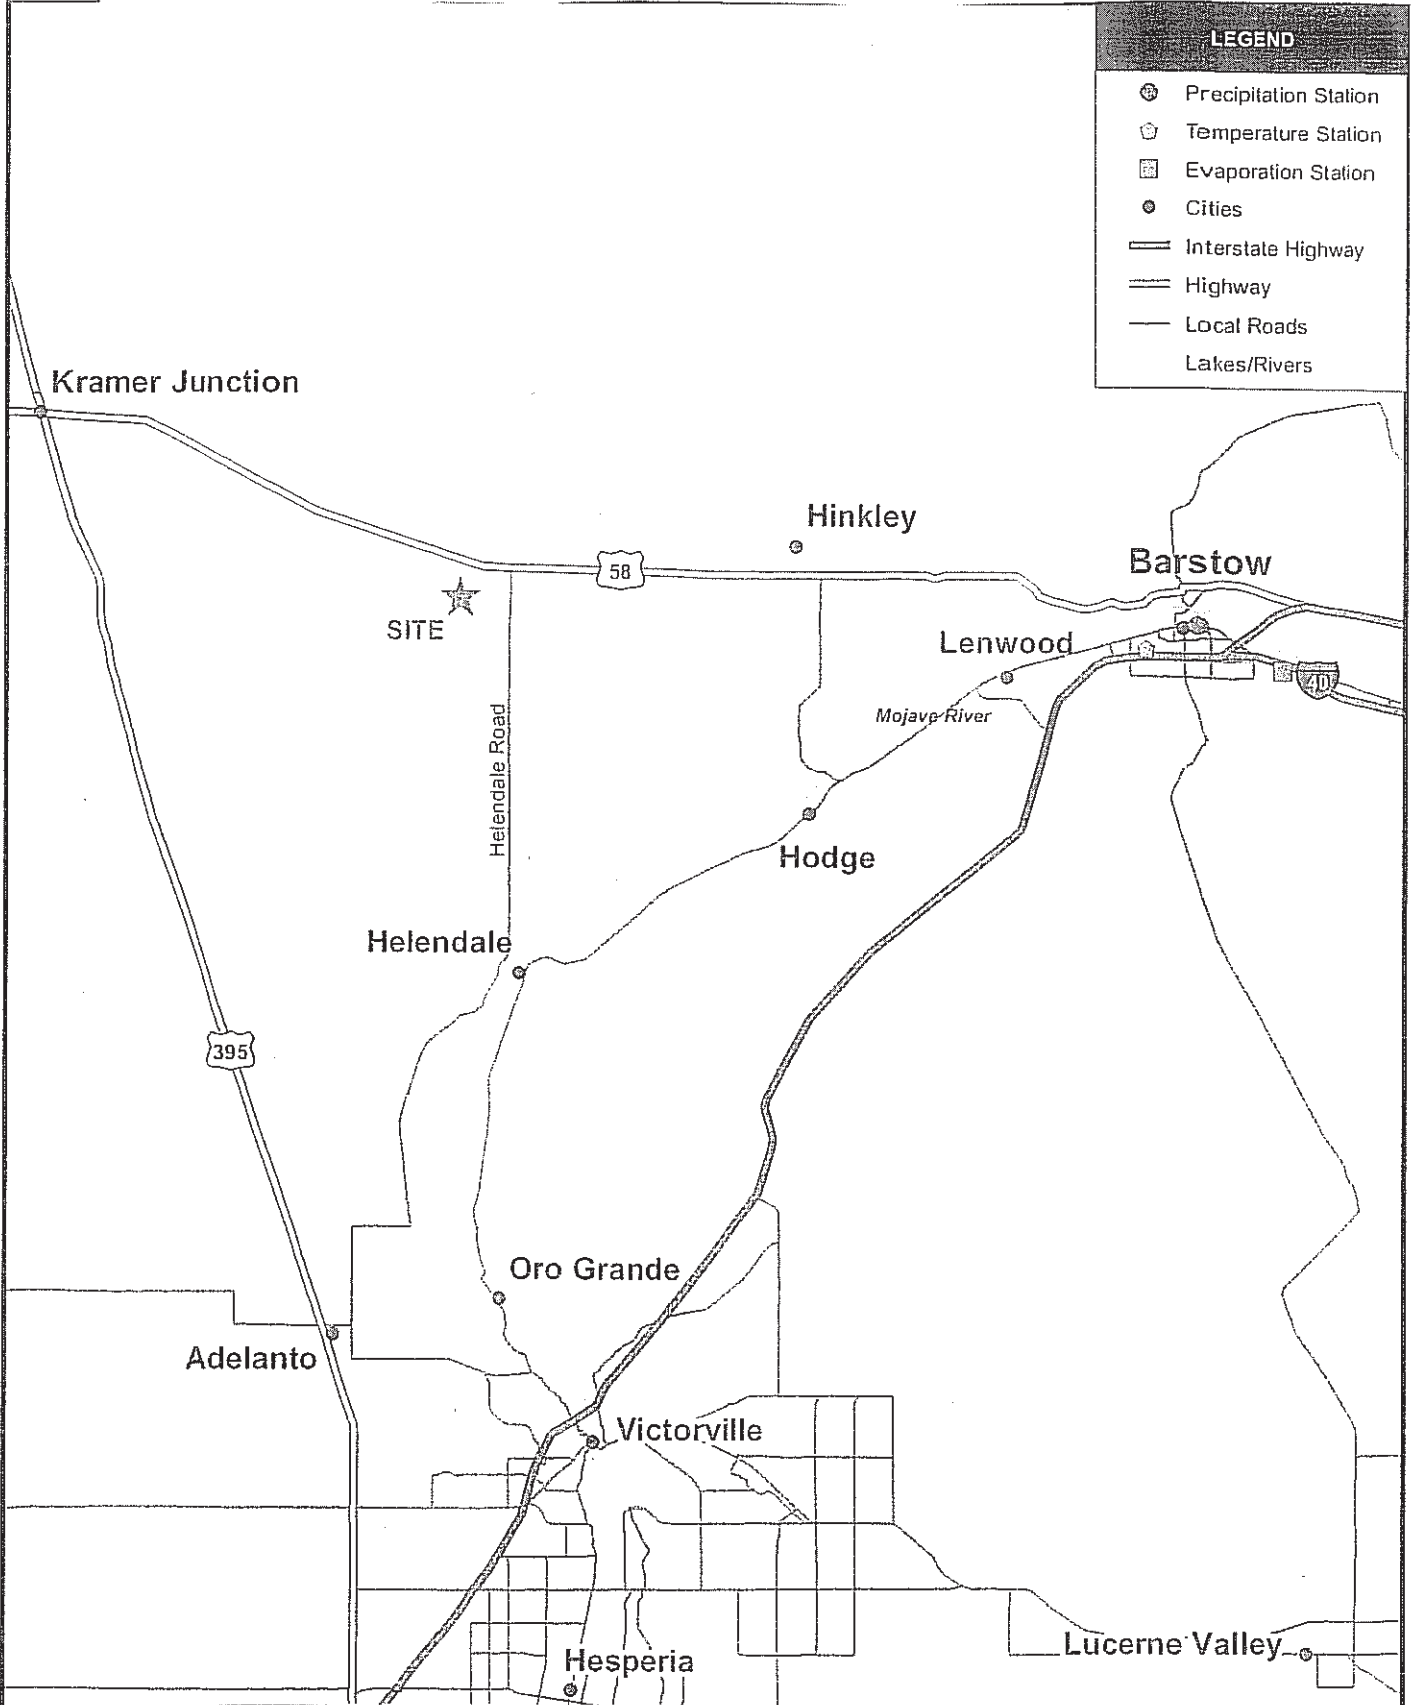 LEGEND
Precipitation Station
Temperature Station
Evaporation Station
Cities
Interstate Highway
Highway
Local Roads
Lakes/Rivers
Kramer Junction
Hinkley
58
Barstow
SITE
Lenwood
40
Mojave River
Helendale Road
Hodge
Helendale
395
Oro Grande
Adelanto
Victorville
Lucerne Valley
Hesperia